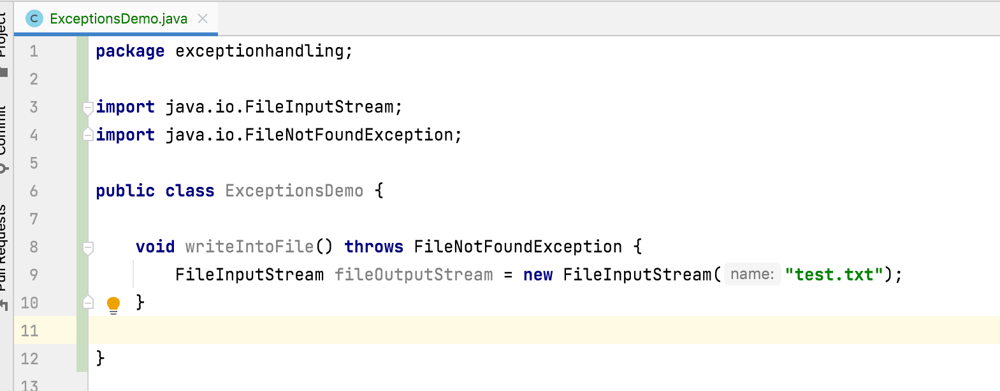 Project
Commit
Pull Requests
C ExceptionsDemo.java
1 package exceptionhandling;
2
3 import java.io.FileInputStream;
4 import java.io.FileNotFoundException;
5
6 public class ExceptionsDemo {
7
8 void writeIntoFile() throws FileNotFoundException {
9 FileInputStream fileOutputStream = new FileInputStream( name: "test.txt");
10 }
11
12 }
13